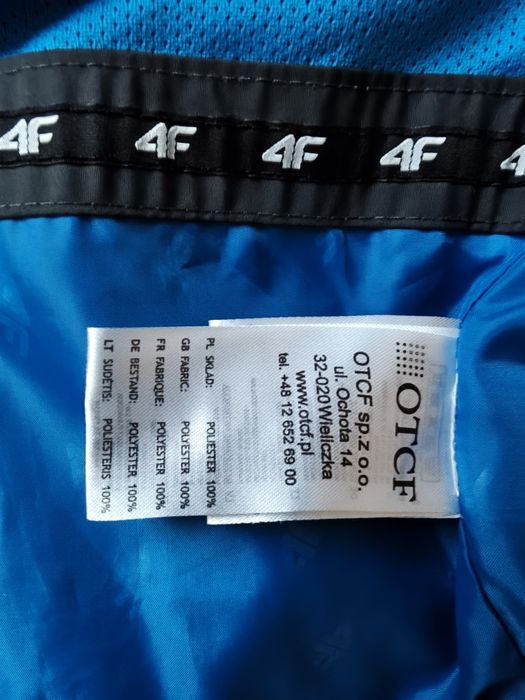 4F 4F 4F 4F 4F
OTCF
OTCF sp.z o.o.
ul. Ochota 14
32-020 Wieliczka
www.otcf.pl
tel. +48 12 652 69 00
PL SKŁAD: POLIESTER 100%
GB FABRIC: POLYESTER 100%
FR FABRIQUE: POLYESTER 100%
DE BESTAND: POLYESTER 100%
LT SUDĖTIS: POLIESTERIS 100%